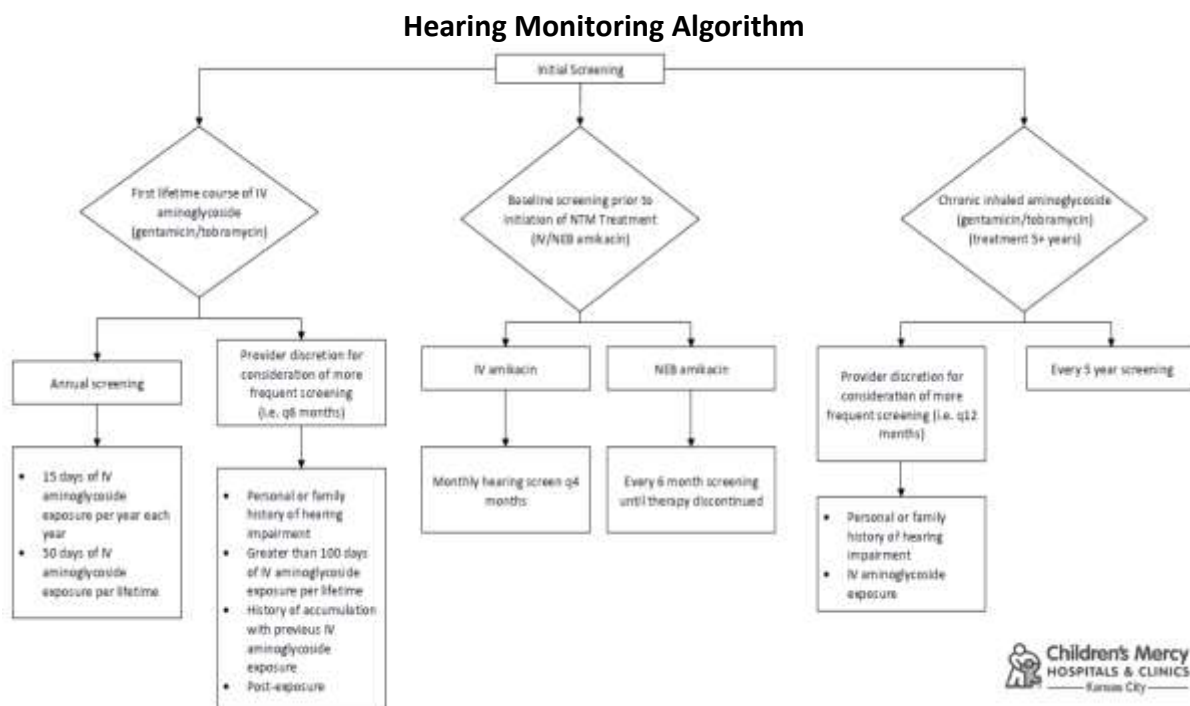 Hearing Monitoring Algorithm
Initial Screening
First lifetime course of IV
aminoglycoside
(gentamicin/tobramycin)
Baseline screening prior to
initiation of NTM Treatment
(IV/NEB amikacin)
Chronic inhaled aminoglycoside
(gentamicin/tobramycin)
(treatment 5+ years)
Annual screening
Provider discretion for
consideration of more
frequent screening
(i.e. q6 months)
IV amikacin
NEB amikacin
Provider discretion for
consideration of more
frequent screening (i.e. q12
months)
Every 5 year screening
• 15 days of IV
aminoglycoside
exposure per year each
year
• 50 days of IV
aminoglycoside
exposure per lifetime
• Personal or family
history of hearing
impairment
• Greater than 100 days
of IV aminoglycoside
exposure per lifetime
• History of accumulation
with previous IV
aminoglycoside
exposure
• Post-exposure
Monthly hearing screen q4
months
Every 6 month screening
until therapy discontinued
• Personal or family
history of hearing
impairment
• IV aminoglycoside
exposure
Children's Mercy
HOSPITALS & CLINICS
Kansas City